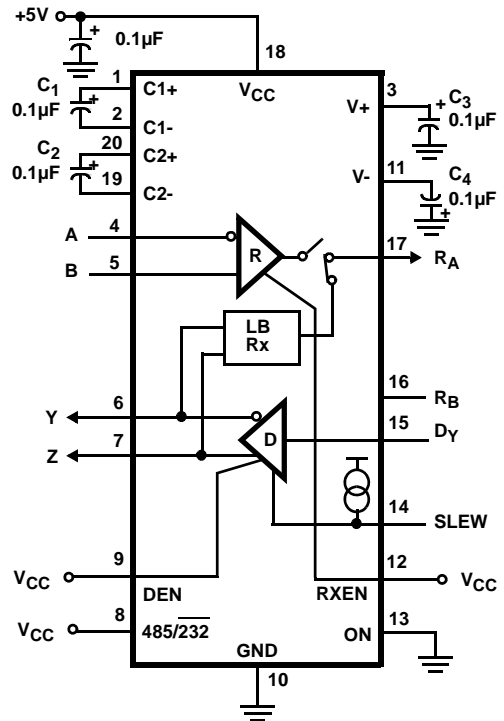 +5V
+ 0.1µF
18
1
C1+
VCC
3
C1
0.1µF
+
2
C1-
V+
+ C3
0.1µF
20
C2+
C2
0.1µF
+
19
C2-
11
V-
C4
0.1µF
+
A
4
R
17
RA
B
5
LB
Rx
16
RB
Y
6
15
DY
D
Z
7
14
SLEW
9
12
VCC
DEN
RXEN
VCC
8
13
VCC
485/232
ON
GND
10